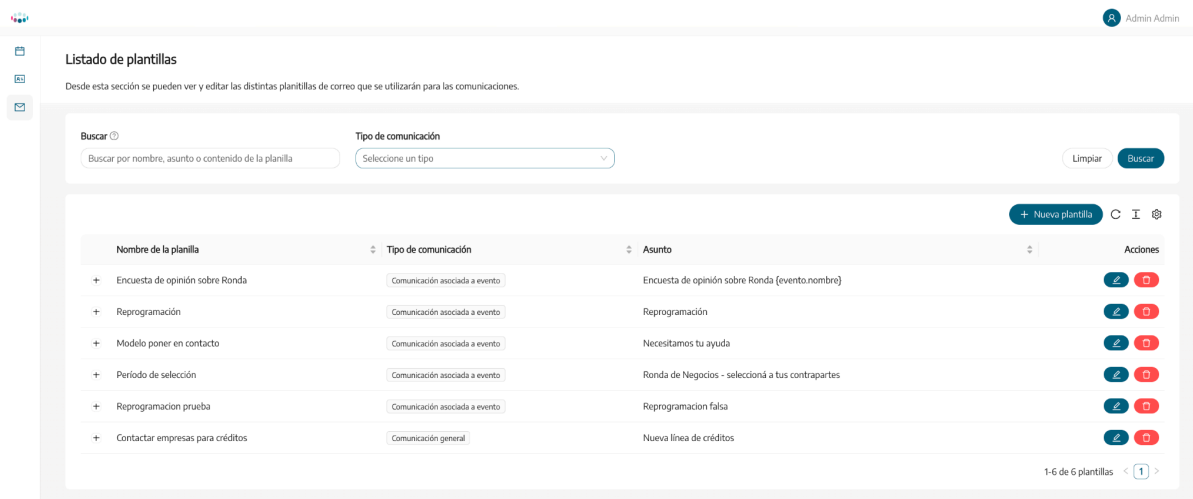 Admin Admin
Listado de plantillas
Desde esta sección se pueden ver y editar las distintas planitillas de correo que se utilizarán para las comunicaciones.
Buscar
Tipo de comunicación
Buscar por nombre, asunto o contenido de la planilla
Seleccione un tipo
Limpiar
Buscar
+ Nueva plantilla
Nombre de la planilla Tipo de comunicación Asunto Acciones
+ Encuesta de opinión sobre Ronda Comunicación asociada a evento Encuesta de opinión sobre Ronda {evento.nombre}
+ Reprogramación Comunicación asociada a evento Reprogramación
+ Modelo poner en contacto Comunicación asociada a evento Necesitamos tu ayuda
+ Período de selección Comunicación asociada a evento Ronda de Negocios - seleccioná a tus contrapartes
+ Reprogramacion prueba Comunicación asociada a evento Reprogramacion falsa
+ Contactar empresas para créditos Comunicación general Nueva línea de créditos
1-6 de 6 plantillas < 1 >